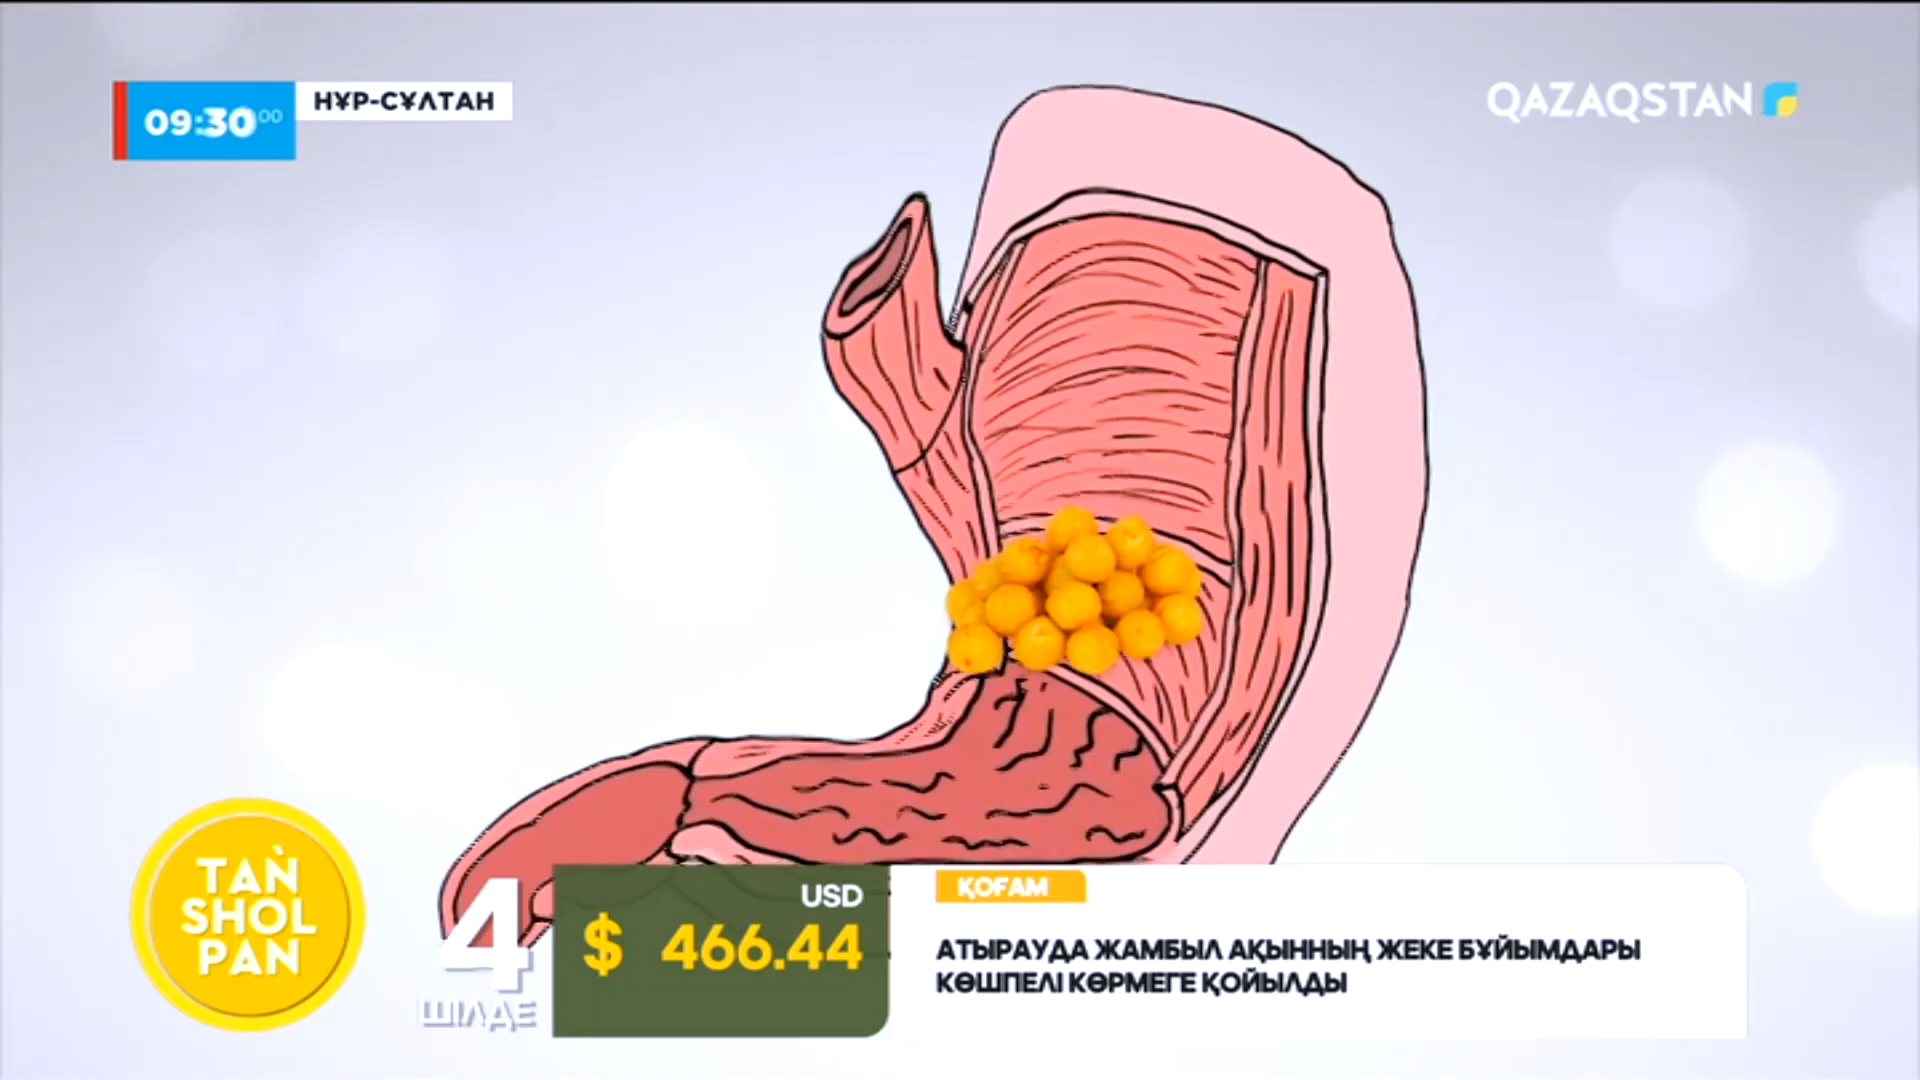 09:30 00
НҰР-СҰЛТАН
QAZAQSTAN
TAŃ
SHOL
PAN
4
ШІЛДЕ
USD
$ 466.44
ҚОҒАМ
АТЫРАУДА ЖАМБЫЛ АҚЫННЫҢ ЖЕКЕ БҰЙЫМДАРЫ
КӨШПЕЛІ КӨРМЕГЕ ҚОЙЫЛДЫ